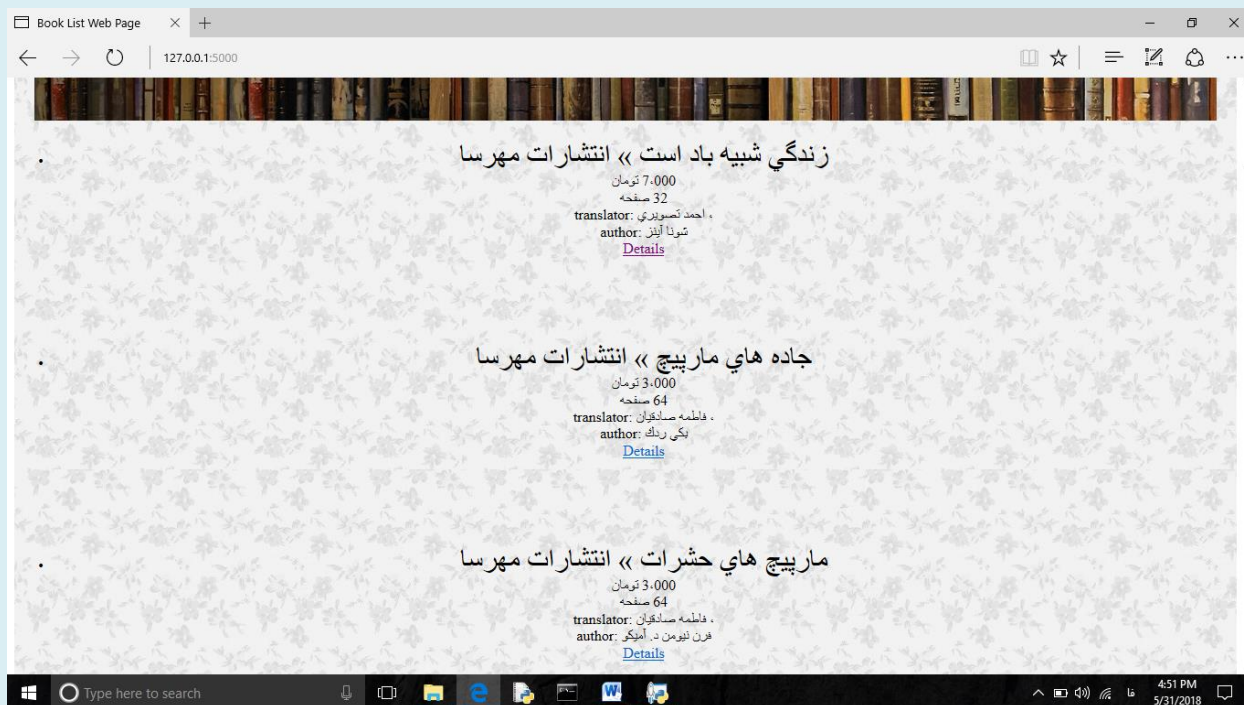 Book List Web Page
127.0.0.1:5000
زندگي شبيه باد است » انتشارات مهرسا
7،000 تومان
32 صفحه
translator: احمد تصويري ،
author: شونا آينز
Details
جاده هاي مارپيچ » انتشارات مهرسا
3،000 تومان
64 صفحه
translator: فاطمه صادقيان ،
author: بكي ردك
Details
مارپيچ هاي حشرات » انتشارات مهرسا
3،000 تومان
64 صفحه
translator: فاطمه صادقيان ،
author: فرن نيومن د. آميكو
Details
Type here to search
فا
4:51 PM
5/31/2018